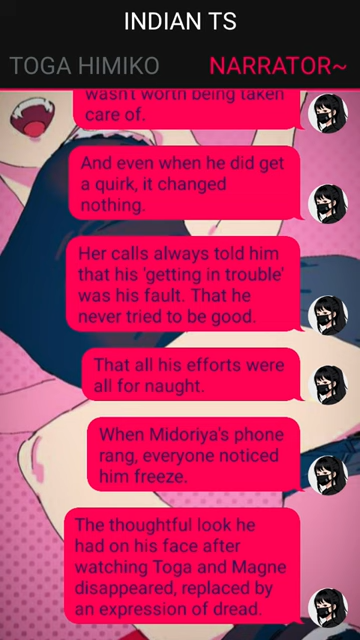 INDIAN TS
TOGA HIMIKO
NARRATOR~
wasn't worth being taken
care of.
And even when he did get
a quirk, it changed
nothing.
Her calls always told him
that his 'getting in trouble'
was his fault. That he
never tried to be good.
That all his efforts were
all for naught.
When Midoriya's phone
rang, everyone noticed
him freeze.
The thoughtful look he
had on his face after
watching Toga and Magne
disappeared, replaced by
an expression of dread.